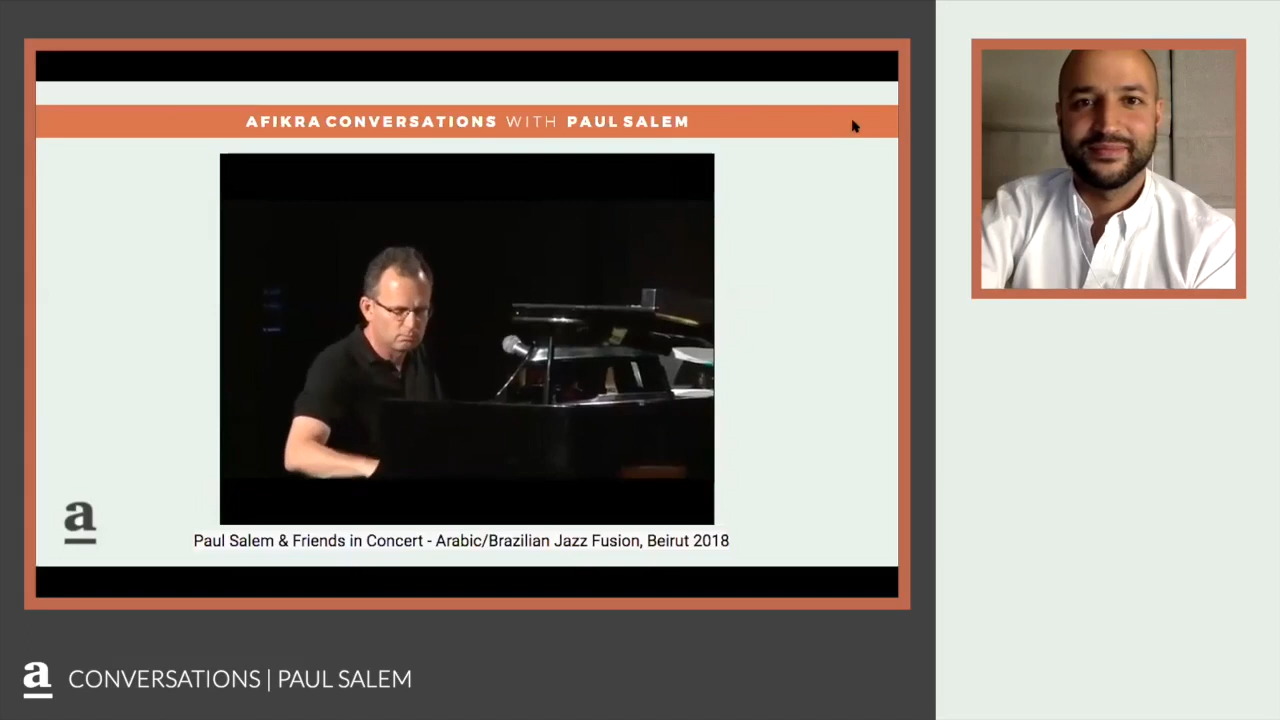 AFIKRA CONVERSATIONS WITH PAUL SALEM
a
Paul Salem & Friends in Concert - Arabic/Brazilian Jazz Fusion, Beirut 2018
a CONVERSATIONS | PAUL SALEM